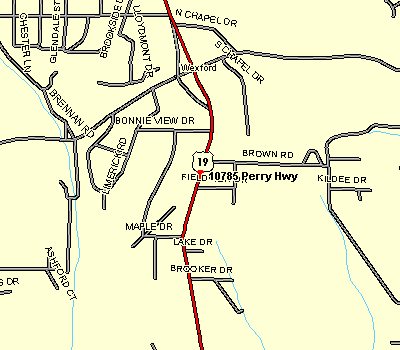 N CHAPEL DR
S CHAPEL DR
CHESTER LN
GLENDALE ST
BROOKSIDE D
LLOYDMONT DR
Wexford
BRENNAN RD
BONNIE VIEW DR
LIMERICK RD
19
BROWN RD
FIELD
10785 Perry Hwy
KILDEE DR
MAPLE DR
LAKE DR
BROOKER DR
ASHFORD CT
S DR